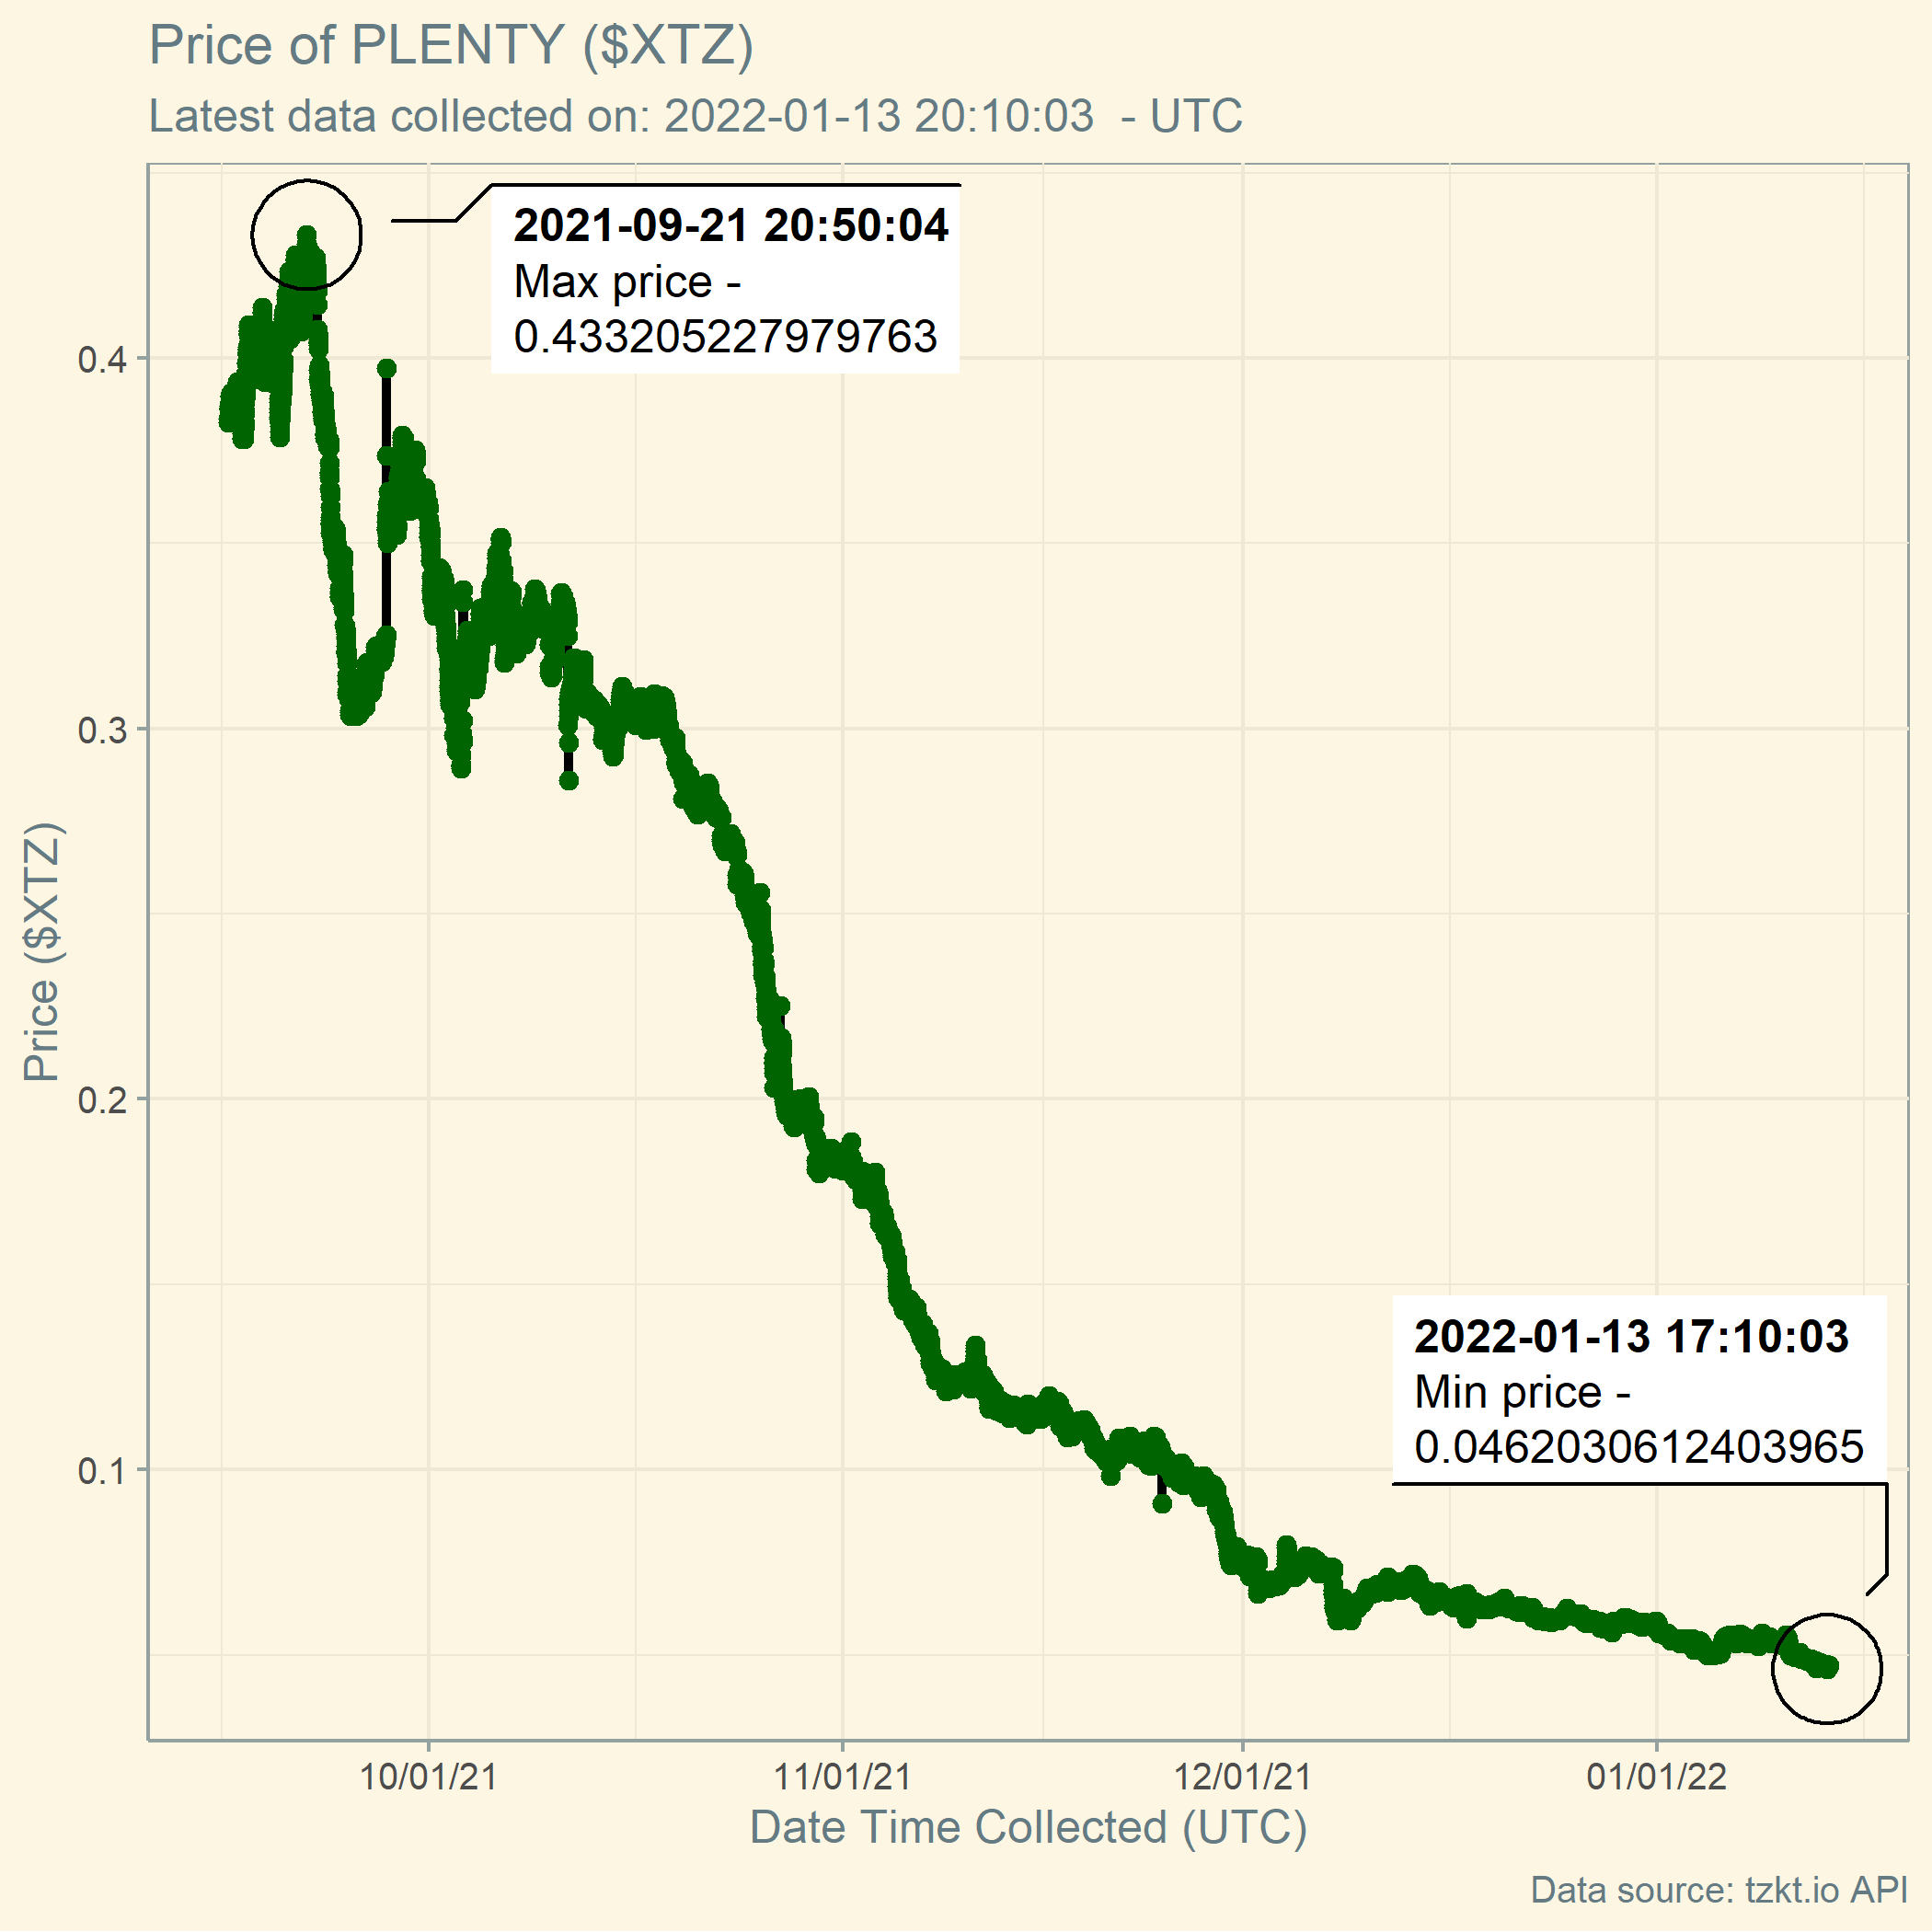 Price of PLENTY ($XTZ)
Latest data collected on: 2022-01-13 20:10:03  - UTC
2021-09-21 20:50:04
Max price -
0.433205227979763
0.4
0.3
0.2
0.1
Price ($XTZ)
2022-01-13 17:10:03
Min price -
0.0462030612403965
10/01/21
11/01/21
12/01/21
01/01/22
Date Time Collected (UTC)
Data source: tzkt.io API